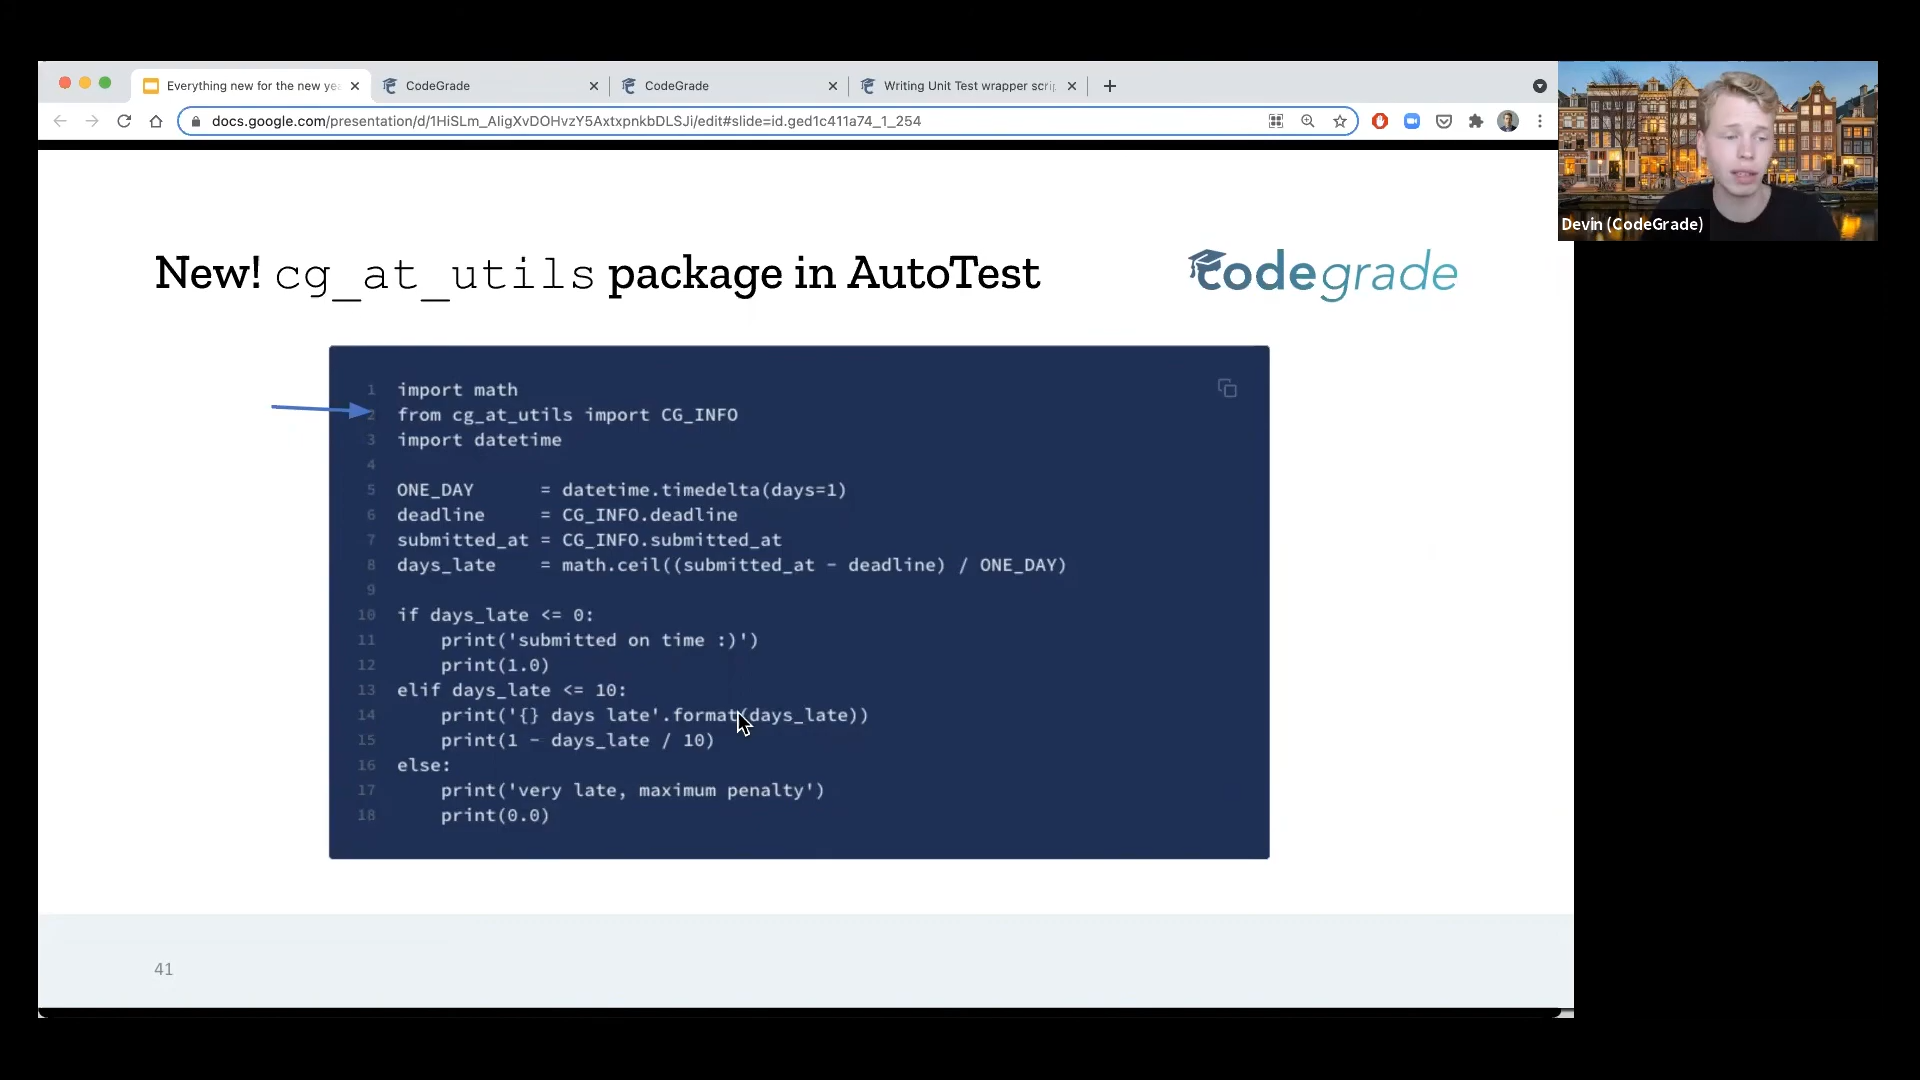 Everything new for the new ye
CodeGrade
CodeGrade
Writing Unit Test wrapper scrip
docs.google.com/presentation/d/1HiSLm_AligXvDOHvzY5AxtxpnkbDLSJi/edit#slide=id.ged1c411a74_1_254
Devin (CodeGrade)
New! cg_at_utils package in AutoTest
codegrade
1 import math
2 from cg_at_utils import CG_INFO
3 import datetime
4
5 ONE_DAY = datetime.timedelta(days=1)
6 deadline = CG_INFO.deadline
7 submitted_at = CG_INFO.submitted_at
8 days_late = math.ceil((submitted_at - deadline) / ONE_DAY)
9
10 if days_late <= 0:
11 print('submitted on time :)')
12 print(1.0)
13 elif days_late <= 10:
14 print('{} days late'.format(days_late))
15 print(1 - days_late / 10)
16 else:
17 print('very late, maximum penalty')
18 print(0.0)
41